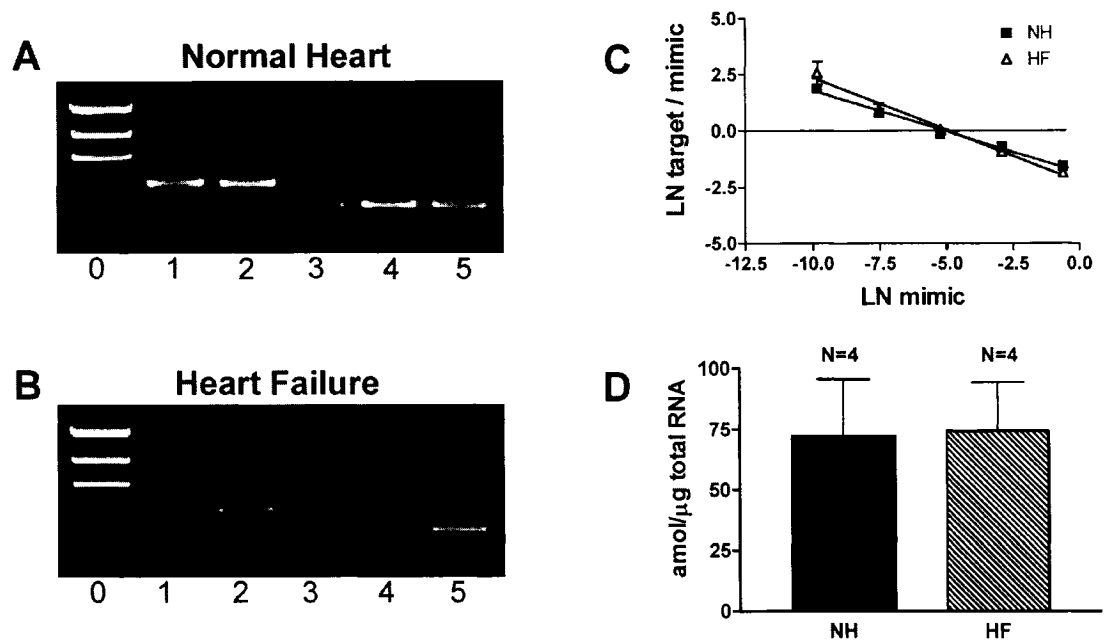 A
Normal Heart
0 1 2 3 4 5
B
Heart Failure
0 1 2 3 4 5
C
NH
HF
LN target / mimic
5.0
2.5
0.0
-2.5
-5.0
-12.5 -10.0 -7.5 -5.0 -2.5 0.0
LN mimic
D
N=4 N=4
amol/μg total RNA
100
75
50
25
0
NH HF